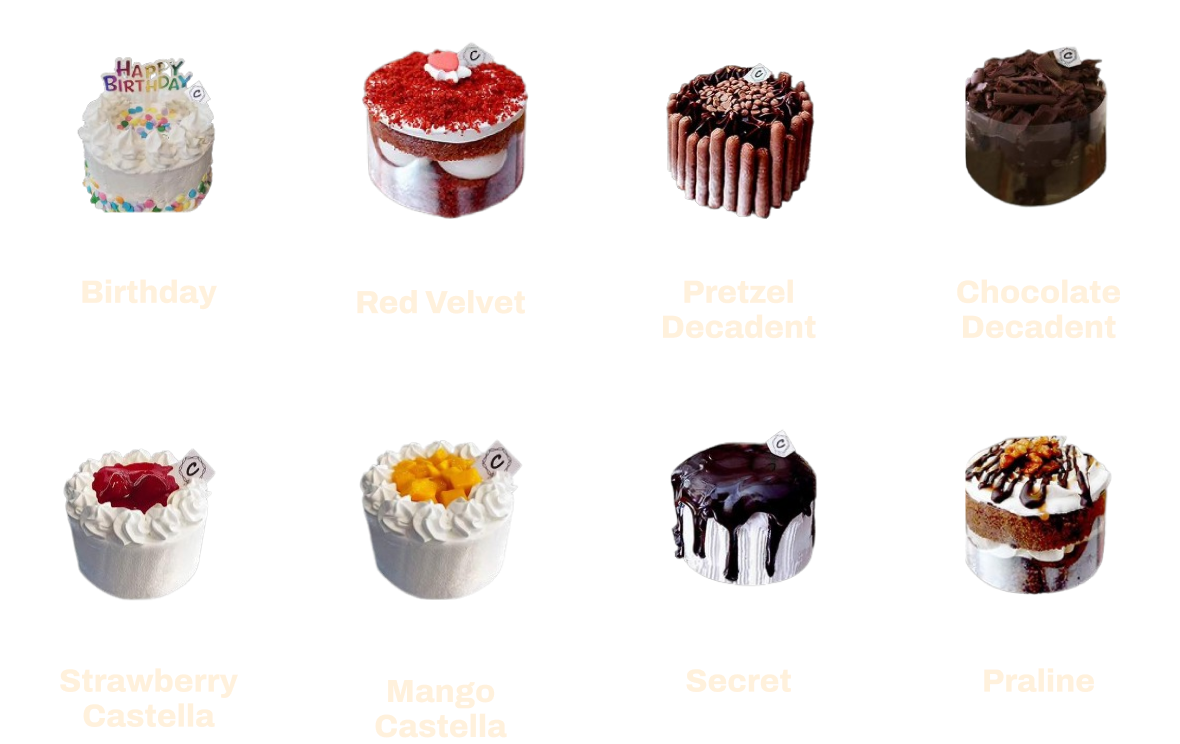 HAPPY
BIRTHDAY
C
C
C
C
Birthday
Red Velvet
Pretzel
Decadent
Chocolate
Decadent
C
C
C
Strawberry
Castella
Mango
Castella
Secret
Praline